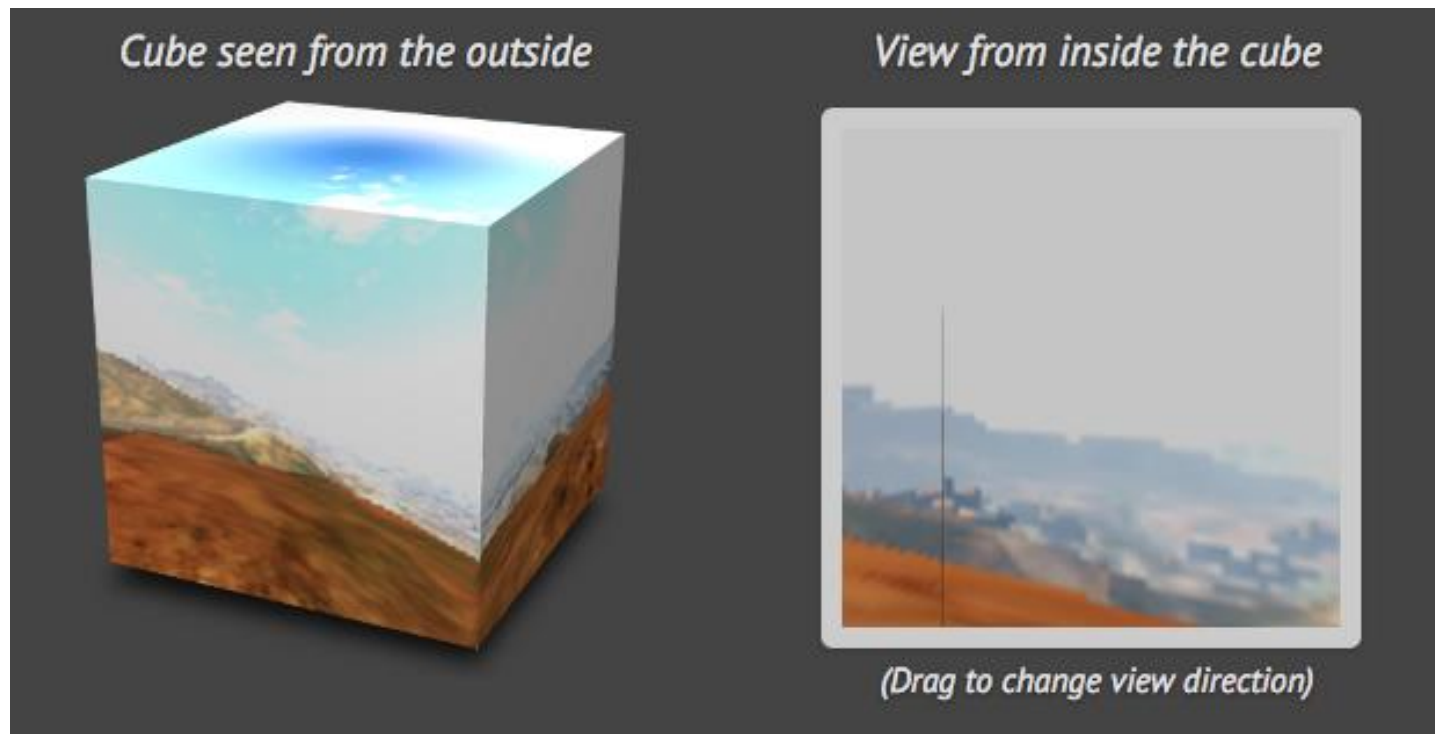 Cube seen from the outside
View from inside the cube
(Drag to change view direction)